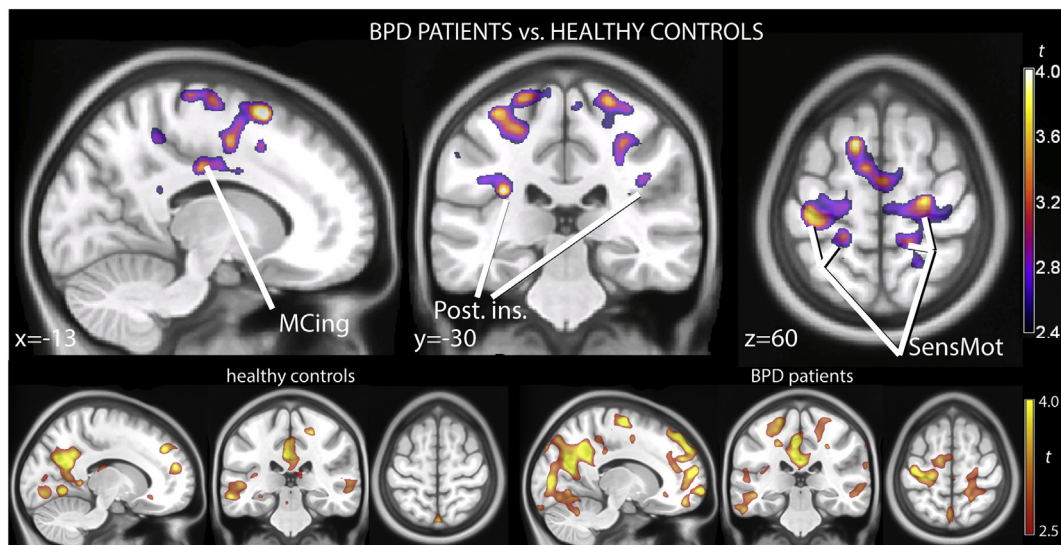 BPD PATIENTS vs. HEALTHY CONTROLS
t
4.0
3.6
3.2
2.8
2.4
MCing
Post. ins.
SensMot
x=-13
y=-30
z=60
healthy controls
BPD patients
4.0
t
2.5